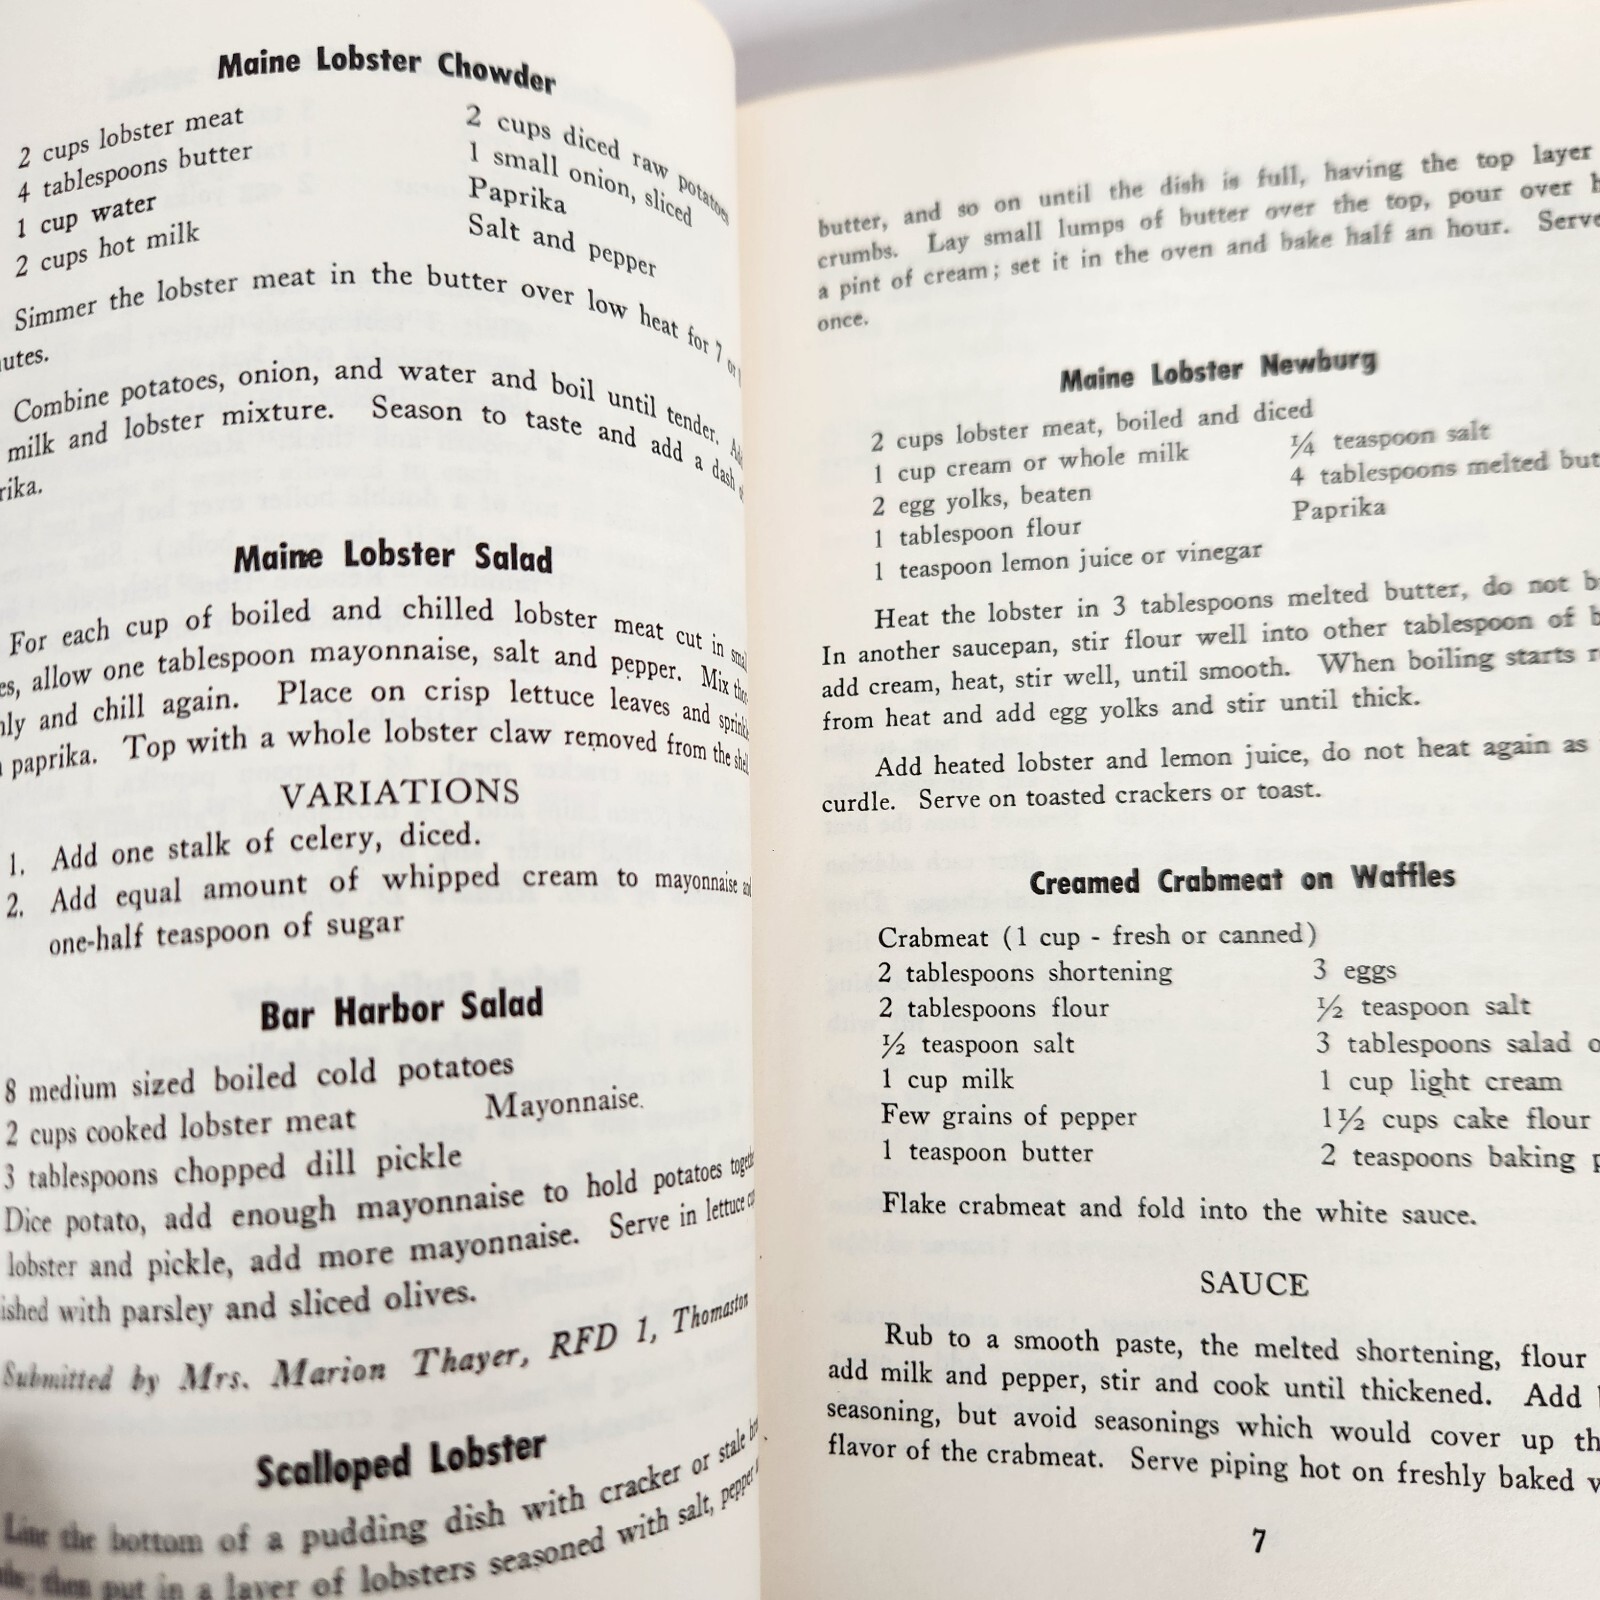 Maine Lobster Chowder
2 cups lobster meat
4 tablespoons butter
1 cup water
2 cups hot milk
2 cups diced raw potatoes
1 small onion, sliced
Paprika
Salt and pepper
Simmer the lobster meat in the butter over low heat for 7 or
utes.
Combine potatoes, onion, and water and boil until tender. Add
milk and lobster mixture. Season to taste and add a dash of
rika.
Maine Lobster Salad
For each cup of boiled and chilled lobster meat cut in
es, allow one tablespoon mayonnaise, salt and pepper. Mix
hly and chill again. Place on crisp lettuce leaves and
paprika. Top with a whole lobster claw removed from the
VARIATIONS
1. Add one stalk of celery, diced.
2. Add equal amount of whipped cream to mayonnaise and
one-half teaspoon of sugar
Bar Harbor Salad
8 medium sized boiled cold potatoes
2 cups cooked lobster meat
Mayonnaise.
3 tablespoons chopped dill pickle
Dice potato, add enough mayonnaise to hold potatoes
lobster and pickle, add more mayonnaise. Serve in lettuce
ished with parsley and sliced olives.
Submitted by Mrs. Marion Thayer, RFD 1, Thomaston
Scalloped Lobster
Line the bottom of a pudding dish with cracker or stale
then put in a layer of lobsters seasoned with salt, pepper
butter, and so on until the dish is full, having the top layer
crumbs. Lay small lumps of butter over the top, pour over
a pint of cream; set it in the oven and bake half an hour. Serve
once.
Maine Lobster Newburg
2 cups lobster meat, boiled and diced
1 cup cream or whole milk
2 egg yolks, beaten
1 tablespoon flour
1 teaspoon lemon juice or vinegar
¼ teaspoon salt
4 tablespoons melted but
Paprika
Heat the lobster in 3 tablespoons melted butter, do not b
In another saucepan, stir flour well into other tablespoon of b
add cream, heat, stir well, until smooth. When boiling starts r
from heat and add egg yolks and stir until thick.
Add heated lobster and lemon juice, do not heat again as
curdle. Serve on toasted crackers or toast.
Creamed Crabmeat on Waffles
Crabmeat (1 cup - fresh or canned)
2 tablespoons shortening
2 tablespoons flour
½ teaspoon salt
1 cup milk
Few grains of pepper
1 teaspoon butter
3 eggs
½ teaspoon salt
3 tablespoons salad o
1 cup light cream
1½ cups cake flour
2 teaspoons baking p
Flake crabmeat and fold into the white sauce.
SAUCE
Rub to a smooth paste, the melted shortening, flour
add milk and pepper, stir and cook until thickened. Add
seasoning, but avoid seasonings which would cover up th
flavor of the crabmeat. Serve piping hot on freshly baked
7